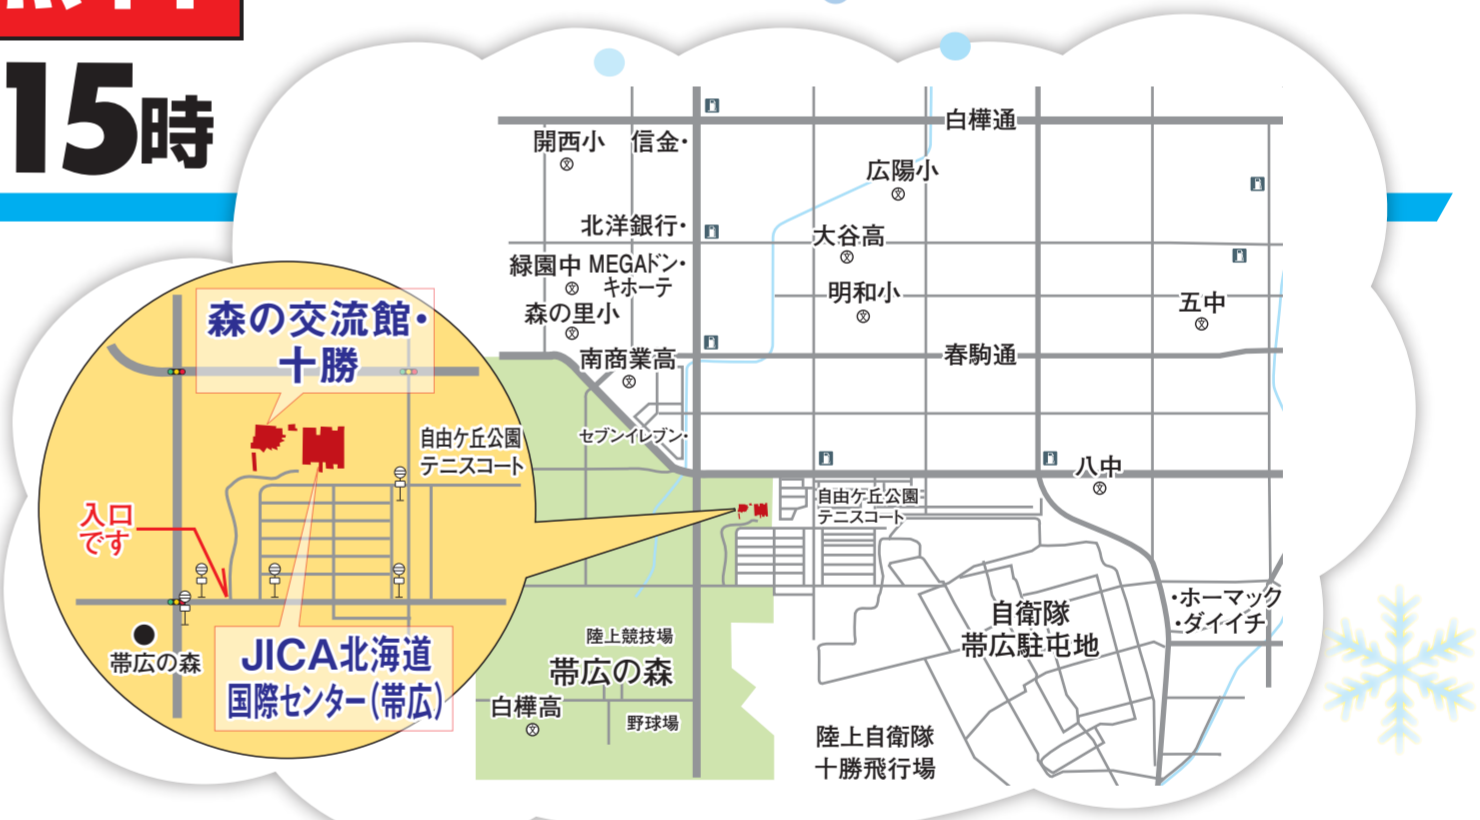 15時
白樺通
開西小
信金・
広陽小
北洋銀行・
大谷高
緑園中
MEGAドン・
キホーテ
明和小
森の里小
五中
南商業高
春駒通
セブンイレブン・
八中
自由ケ丘公園
テニスコート
・ホーマック
・ダイイチ
自衛隊
帯広駐屯地
陸上競技場
帯広の森
白樺高
野球場
陸上自衛隊
十勝飛行場
森の交流館・
十勝
自由ケ丘公園
テニスコート
入口
です
帯広の森
JICA北海道
国際センター(帯広)